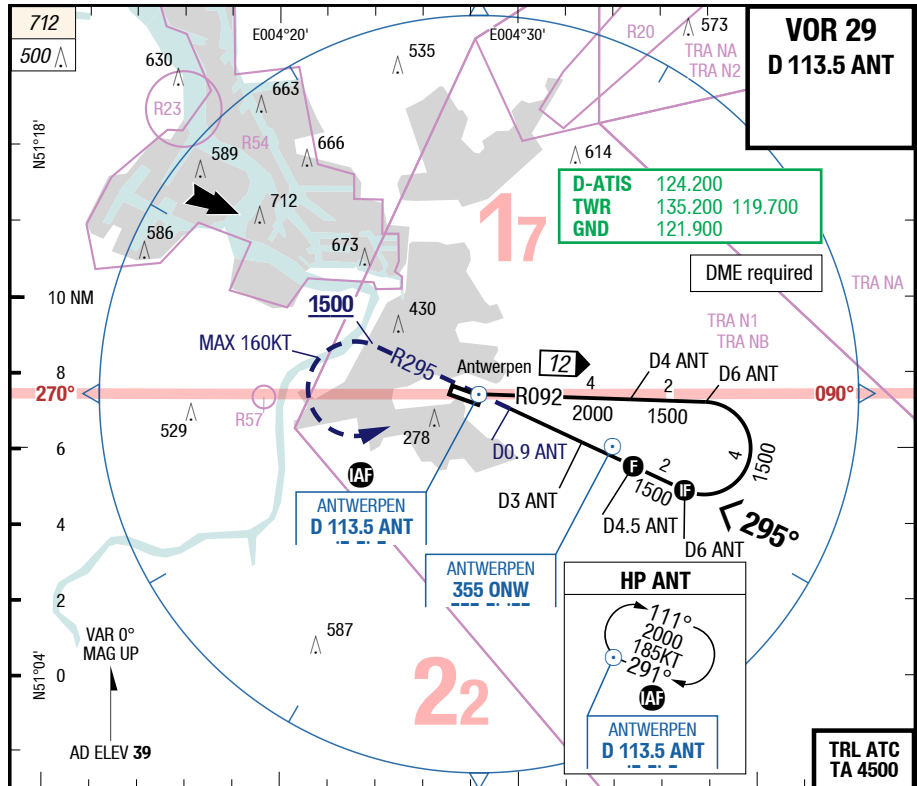 712
500
VOR 29
D 113.5 ANT
E004°20'
E004°30'
N51°18'
630
663
535
R20
573
TRA NA
TRA N2
R23
R54
589
666
614
712
586
673
17
D-ATIS 124.200
TWR 135.200 119.700
GND 121.900
DME required
TRA NA
10 NM
1500
430
MAX 160KT
R295
TRA N1
TRA NB
Antwerpen 12
D4 ANT
D6 ANT
8
270°
4
2
090°
R092
2000
1500
R57
529
278
6
D0.9 ANT
4
1500
IAF
F
2
1500
IF
D3 ANT
<295°
ANTWERPEN
D 113.5 ANT
D4.5 ANT
D6 ANT
4
ANTWERPEN
355 ONW
HP ANT
111°
2000
185KT
291°
IAF
2
587
VAR 0°
MAG UP
22
0
N51°04'
ANTWERPEN
D 113.5 ANT
AD ELEV 39
TRL ATC
TA 4500